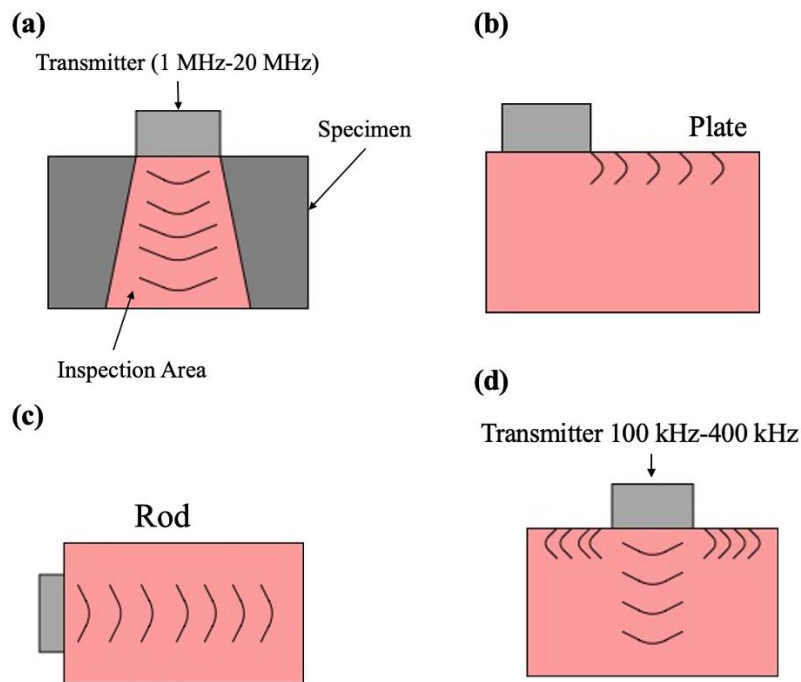 (a)
Transmitter (1 MHz-20 MHz)
Specimen
Inspection Area
(b)
Plate
(c)
Rod
(d)
Transmitter 100 kHz-400 kHz